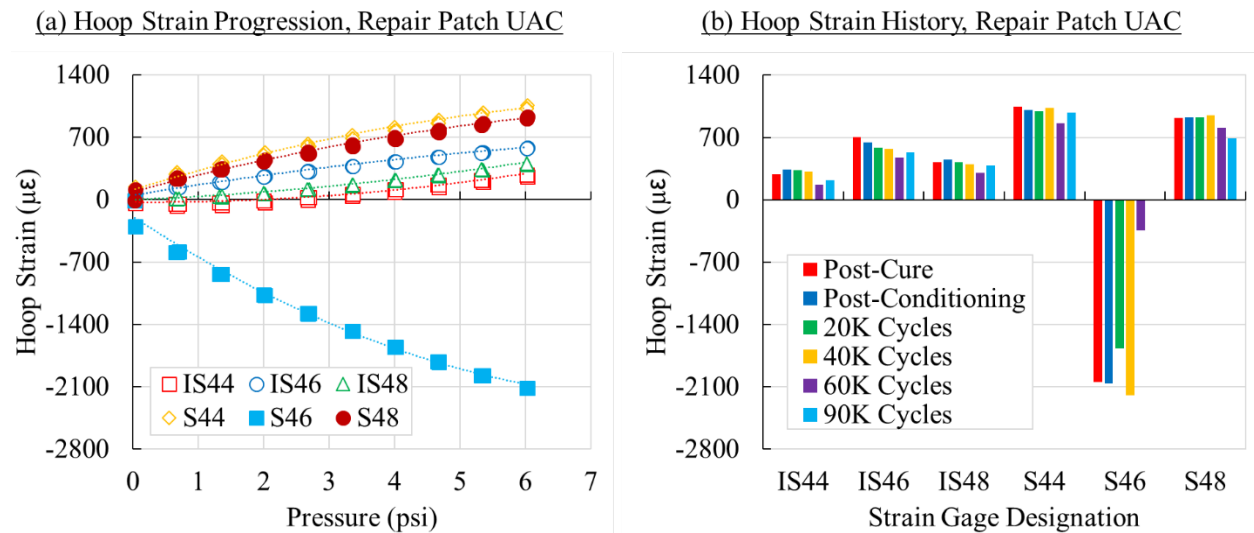 (a) Hoop Strain Progression, Repair Patch UAC
1400
700
0
-700
-1400
-2100
-2800
Hoop Strain (µε)
IS44 IS46 IS48
S44 S46 S48
0 1 2 3 4 5 6 7
Pressure (psi)
(b) Hoop Strain History, Repair Patch UAC
1400
700
0
-700
-1400
-2100
-2800
Hoop Strain (µε)
Post-Cure
Post-Conditioning
20K Cycles
40K Cycles
60K Cycles
90K Cycles
IS44 IS46 IS48 S44 S46 S48
Strain Gage Designation